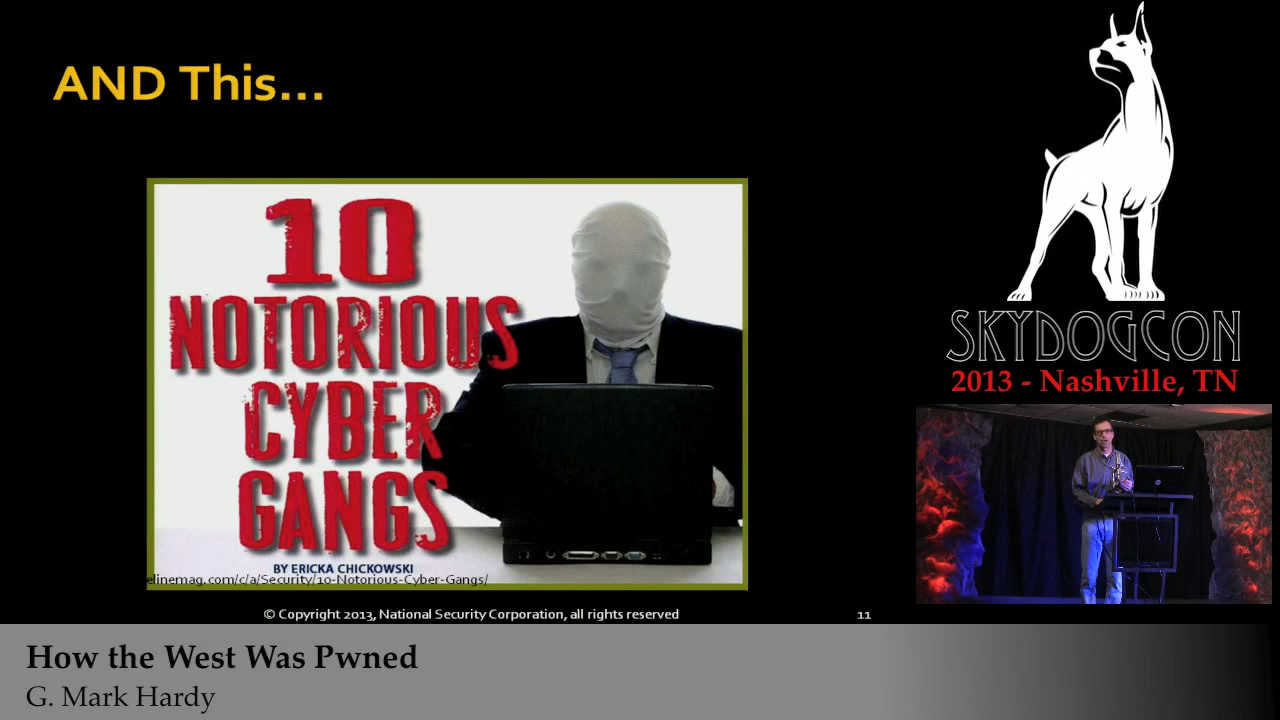 AND This...
10
NOTORIOUS
CYBER
GANGS
BY ERICKA CHICKOWSKI
elinemag.com/c/a/Security/10-Notorious-Cyber-Gangs/
© Copyright 2013, National Security Corporation, all rights reserved
11
SKYDOGCON
2013 - Nashville, TN
How the West Was Pwned
G. Mark Hardy